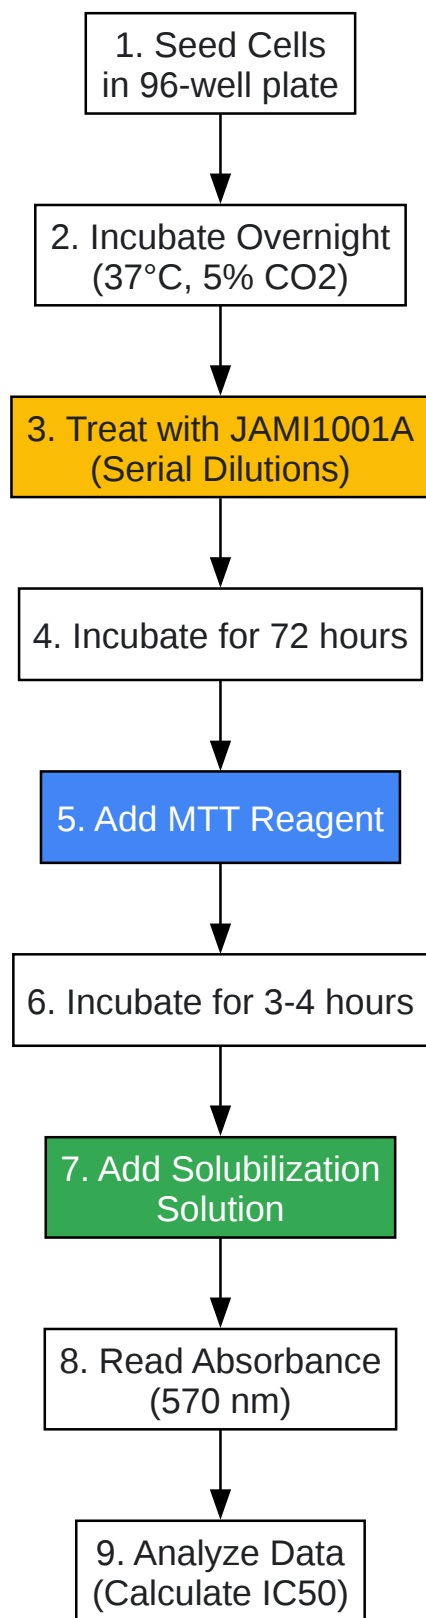 1. Seed Cells
in 96-well plate
2. Incubate Overnight
(37°C, 5% CO2)
3. Treat with JAMI1001A
(Serial Dilutions)
4. Incubate for 72 hours
5. Add MTT Reagent
6. Incubate for 3-4 hours
7. Add Solubilization
Solution
8. Read Absorbance
(570 nm)
9. Analyze Data
(Calculate IC50)